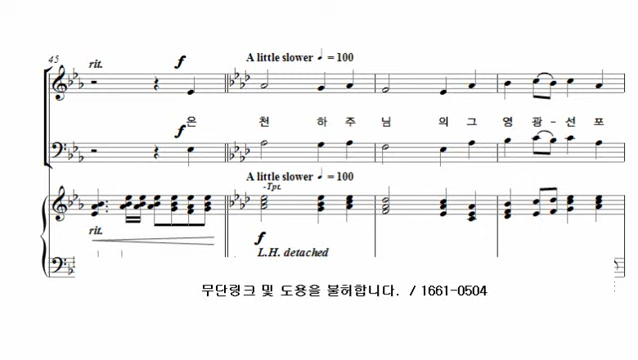 45
rit.
f
A little slower ♩ = 100
온 천 하 주 님 의 그 영 광 - 선 포
f
A little slower ♩ = 100
-Tpt.
rit.
f
L.H. detached
무단링크 및 도용을 불허합니다. / 1661-0504